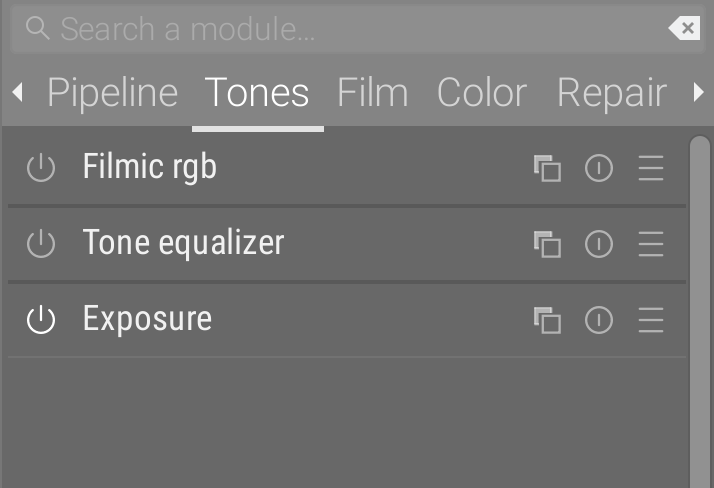 Search a module...
Pipeline Tones Film Color Repair
Filmic rgb
Tone equalizer
Exposure